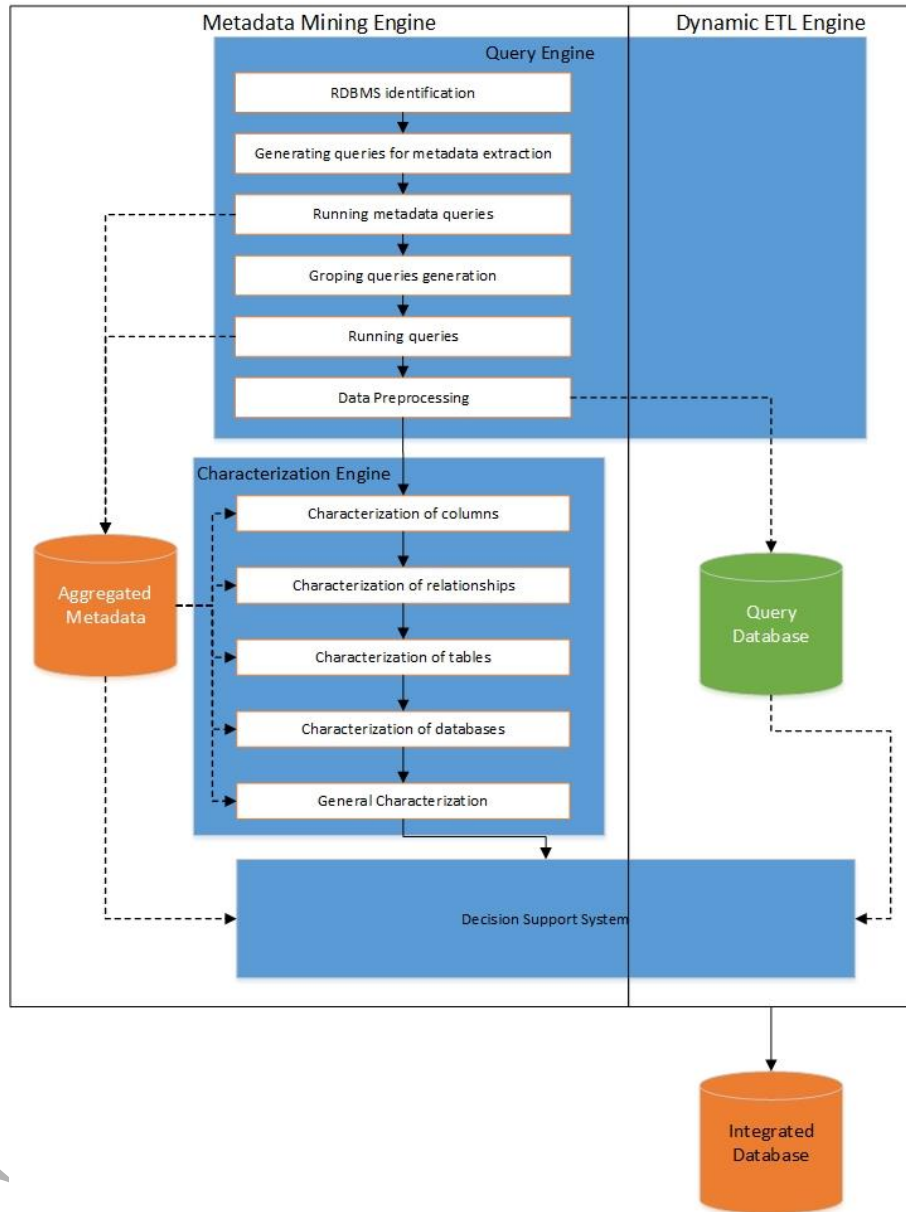 Metadata Mining Engine
Dynamic ETL Engine
Query Engine
RDBMS identification
Generating queries for metadata extraction
Running metadata queries
Groping queries generation
Running queries
Data Preprocessing
Characterization Engine
Characterization of columns
Characterization of relationships
Characterization of tables
Characterization of databases
General Characterization
Aggregated
Metadata
Query
Database
Decision Support System
Integrated
Database